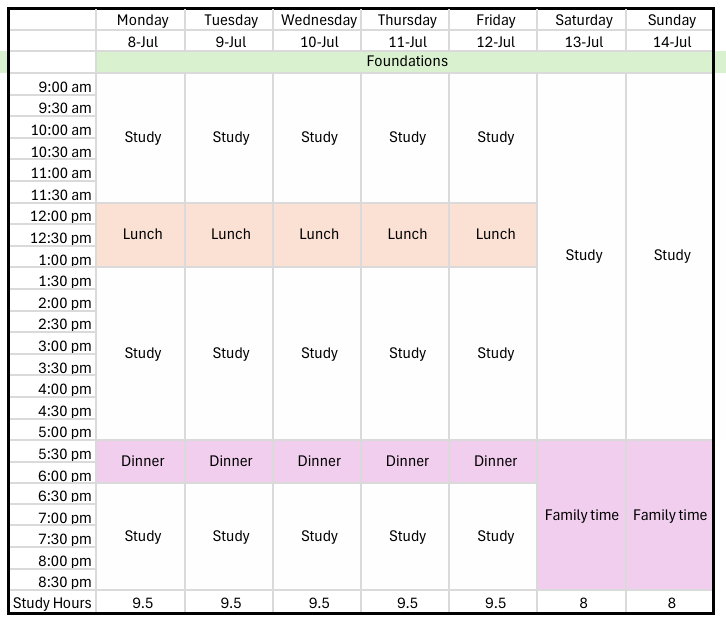 Monday Tuesday Wednesday Thursday Friday Saturday Sunday
8-Jul 9-Jul 10-Jul 11-Jul 12-Jul 13-Jul 14-Jul
Foundations
9:00 am
9:30 am
10:00 am
10:30 am Study Study Study Study Study
11:00 am
11:30 am
12:00 pm
12:30 pm Lunch Lunch Lunch Lunch Lunch
1:00 pm Study Study
1:30 pm
2:00 pm
2:30 pm
3:00 pm
3:30 pm Study Study Study Study Study
4:00 pm
4:30 pm
5:00 pm
5:30 pm Dinner Dinner Dinner Dinner Dinner
6:00 pm
6:30 pm
7:00 pm Family time Family time
7:30 pm Study Study Study Study Study
8:00 pm
8:30 pm
Study Hours 9.5 9.5 9.5 9.5 9.5 8 8